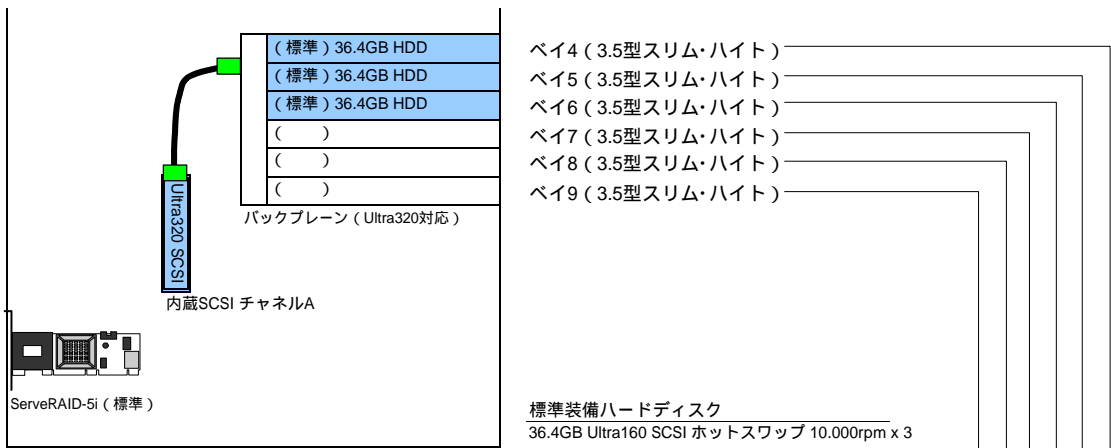 (標準)36.4GB HDD
(標準)36.4GB HDD
(標準)36.4GB HDD
(　　)
(　　)
(　　)
バックプレーン(Ultra320対応)
Ultra320 SCSI
内蔵SCSI チャネルA
ServeRAID-5i(標準)
ベイ4(3.5型スリム・ハイト)
ベイ5(3.5型スリム・ハイト)
ベイ6(3.5型スリム・ハイト)
ベイ7(3.5型スリム・ハイト)
ベイ8(3.5型スリム・ハイト)
ベイ9(3.5型スリム・ハイト)
標準装備ハードディスク
36.4GB Ultra160 SCSI ホットスワップ 10.000rpm x 3